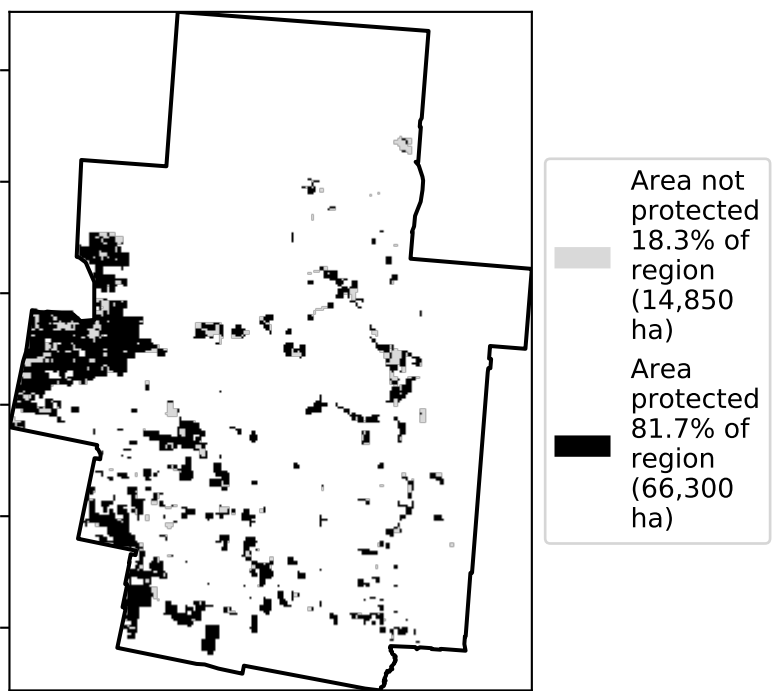 Area not
protected
18.3% of
region
(14,850
ha)
Area
protected
81.7% of
region
(66,300
ha)